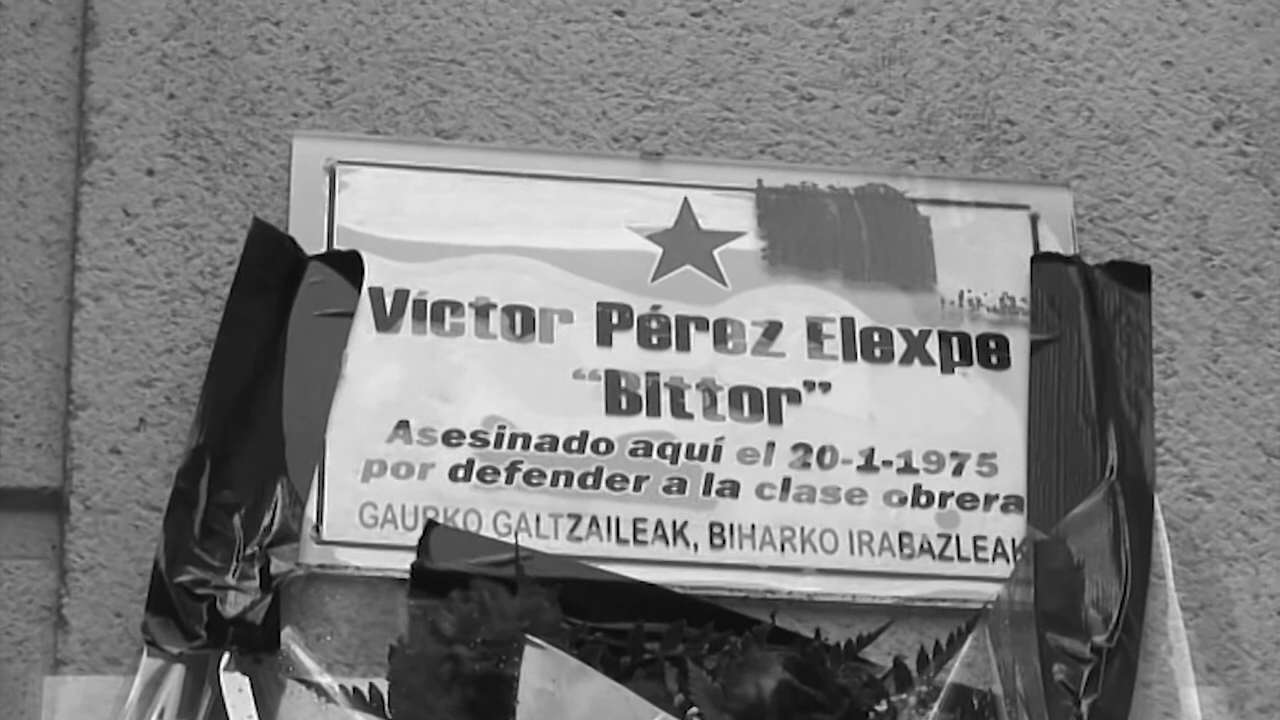 Víctor Pérez Elexpe
“Bittor”
Asesinado aquí el 20-1-1975
por defender a la clase obrera
GAURKO GALTZAILEAK, BIHARKO IRABAZLEAK